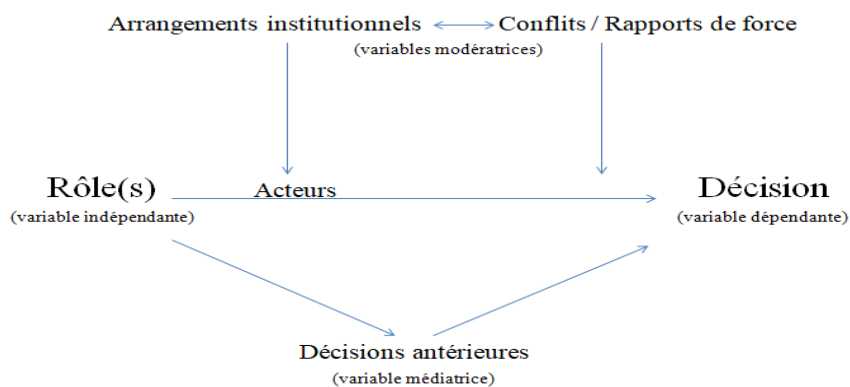 Arrangements institutionnels Conflits / Rapports de force
(variables modératrices)
Rôle(s) Acteurs Décision
(variable indépendante) (variable dépendante)
Décisions antérieures
(variable médiatrice)